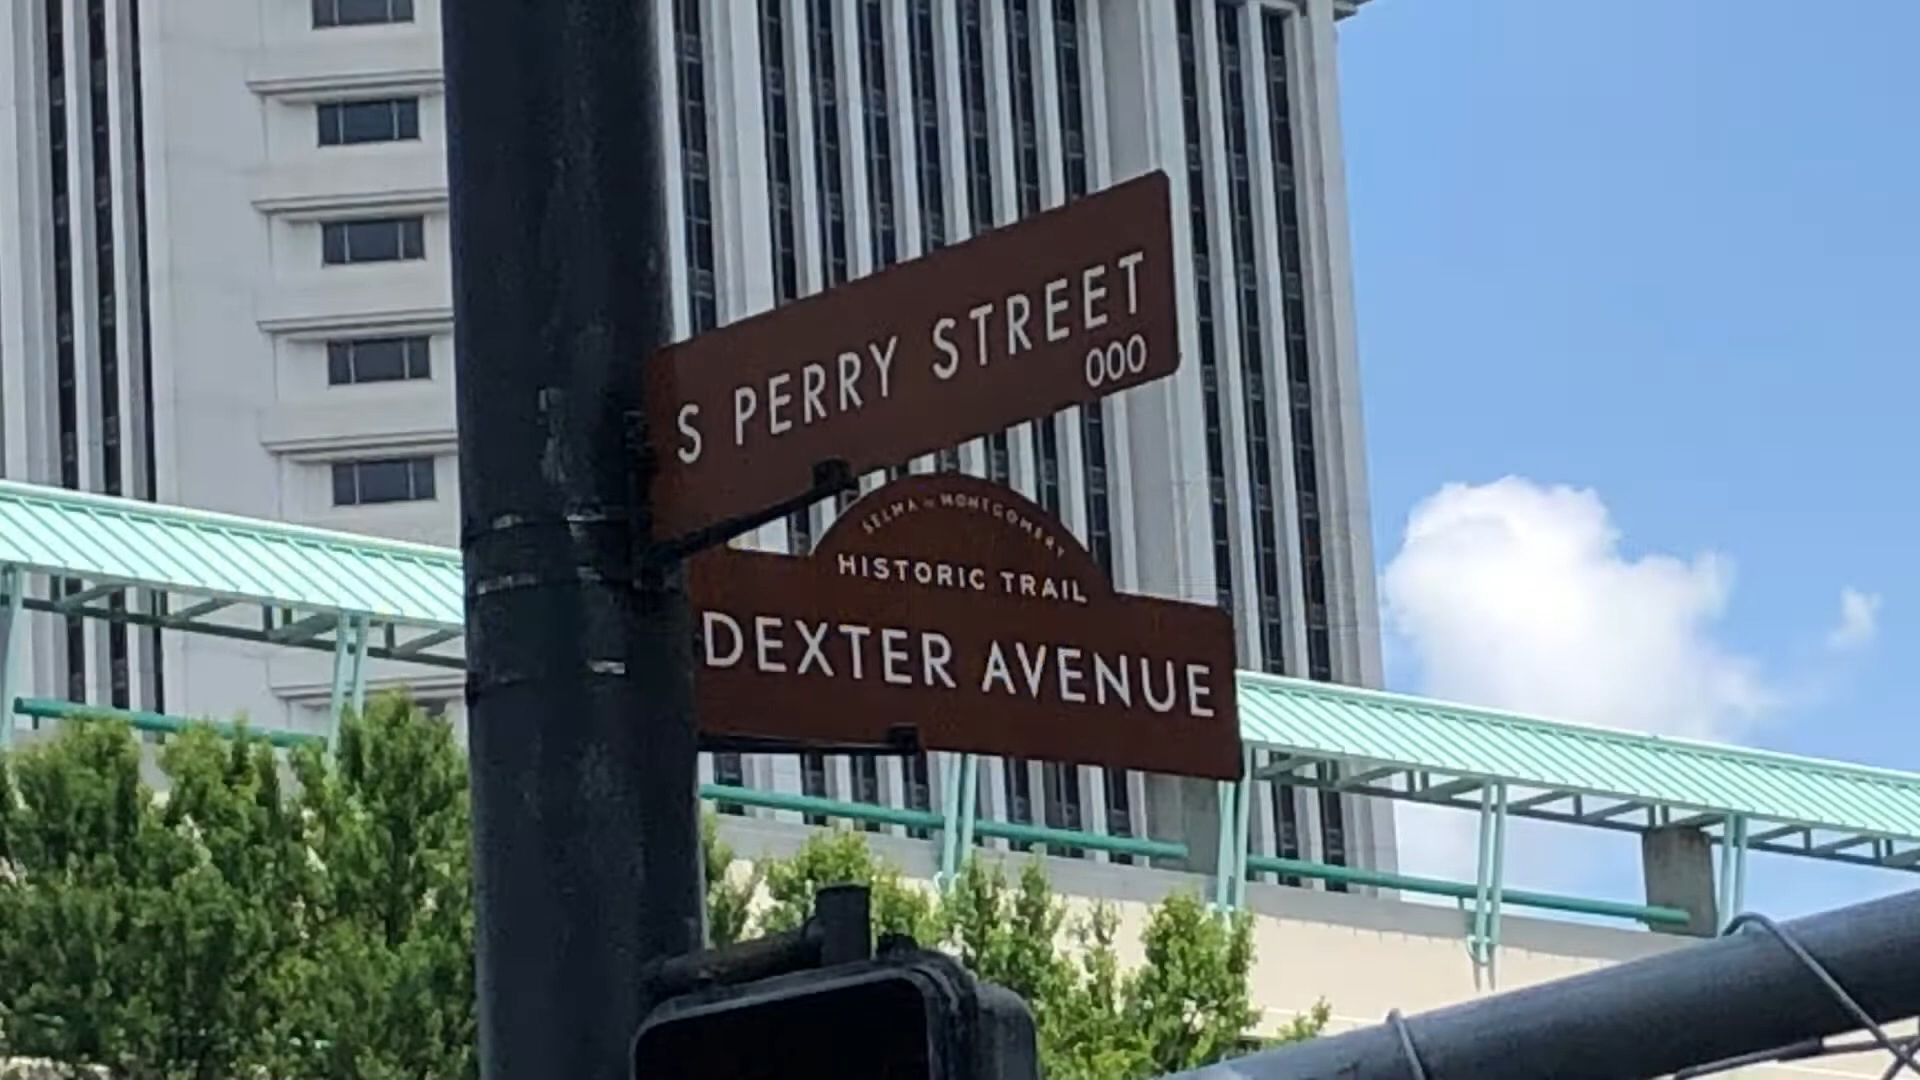 S PERRY STREET
000
SELMA TO MONTGOMERY
HISTORIC TRAIL
DEXTER AVENUE